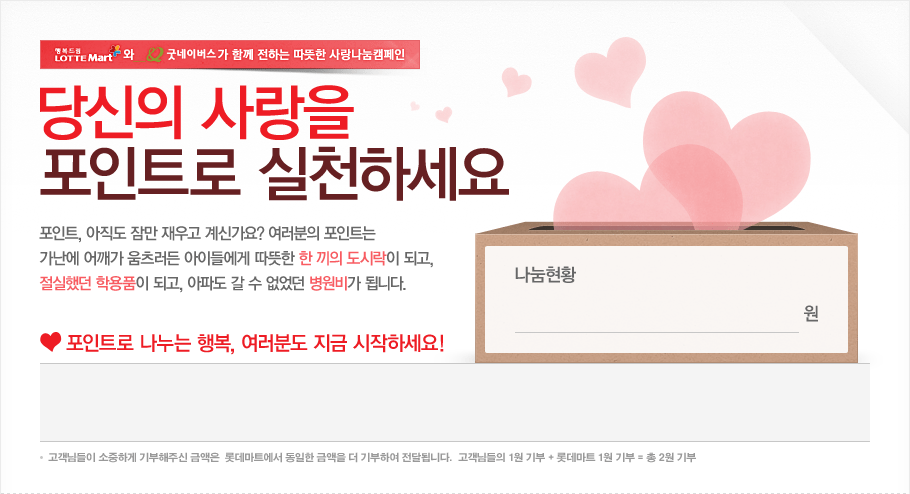 행복드림
LOTTE Mart 와 굿네이버스가 함께 전하는 따뜻한 사랑나눔캠페인
당신의 사랑을
포인트로 실천하세요
포인트, 아직도 잠만 재우고 계신가요? 여러분의 포인트는
가난에 어깨가 움츠러든 아이들에게 따뜻한 한 끼의 도시락이 되고,
절실했던 학용품이 되고, 아파도 갈 수 없었던 병원비가 됩니다.
포인트로 나누는 행복, 여러분도 지금 시작하세요!
나눔현황
원
• 고객님들이 소중하게 기부해주신 금액은 롯데마트에서 동일한 금액을 더 기부하여 전달됩니다. 고객님들의 1원 기부 + 롯데마트 1원 기부 = 총 2원 기부